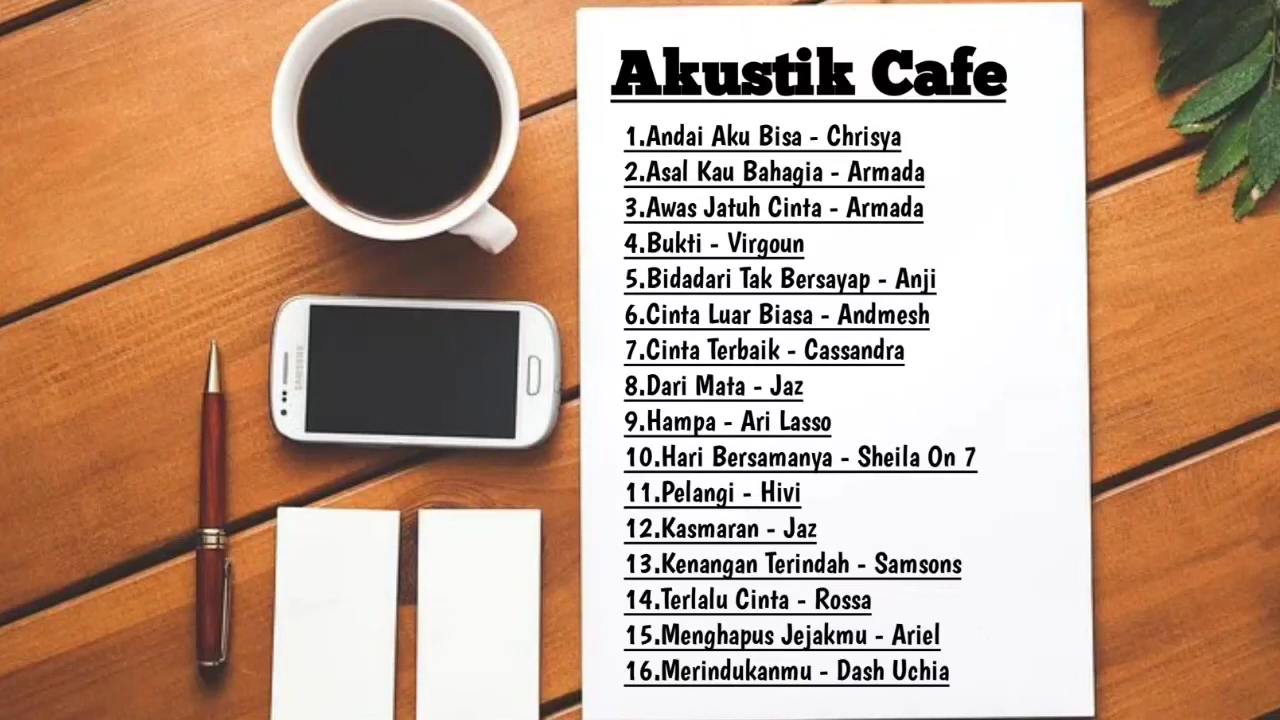 Akustik Cafe
1.Andai Aku Bisa - Chrisya
2.Asal Kau Bahagia - Armada
3.Awas Jatuh Cinta - Armada
4.Bukti - Virgoun
5.Bidadari Tak Bersayap - Anji
6.Cinta Luar Biasa - Andmesh
7.Cinta Terbaik - Cassandra
8.Dari Mata - Jaz
9.Hampa - Ari Lasso
10.Hari Bersamanya - Sheila On 7
11.Pelangi - Hivi
12.Kasmaran - Jaz
13.Kenangan Terindah - Samsons
14.Terlalu Cinta - Rossa
15.Menghapus Jejakmu - Ariel
16.Merindukanmu - Dash Uchia
SAMSUNG